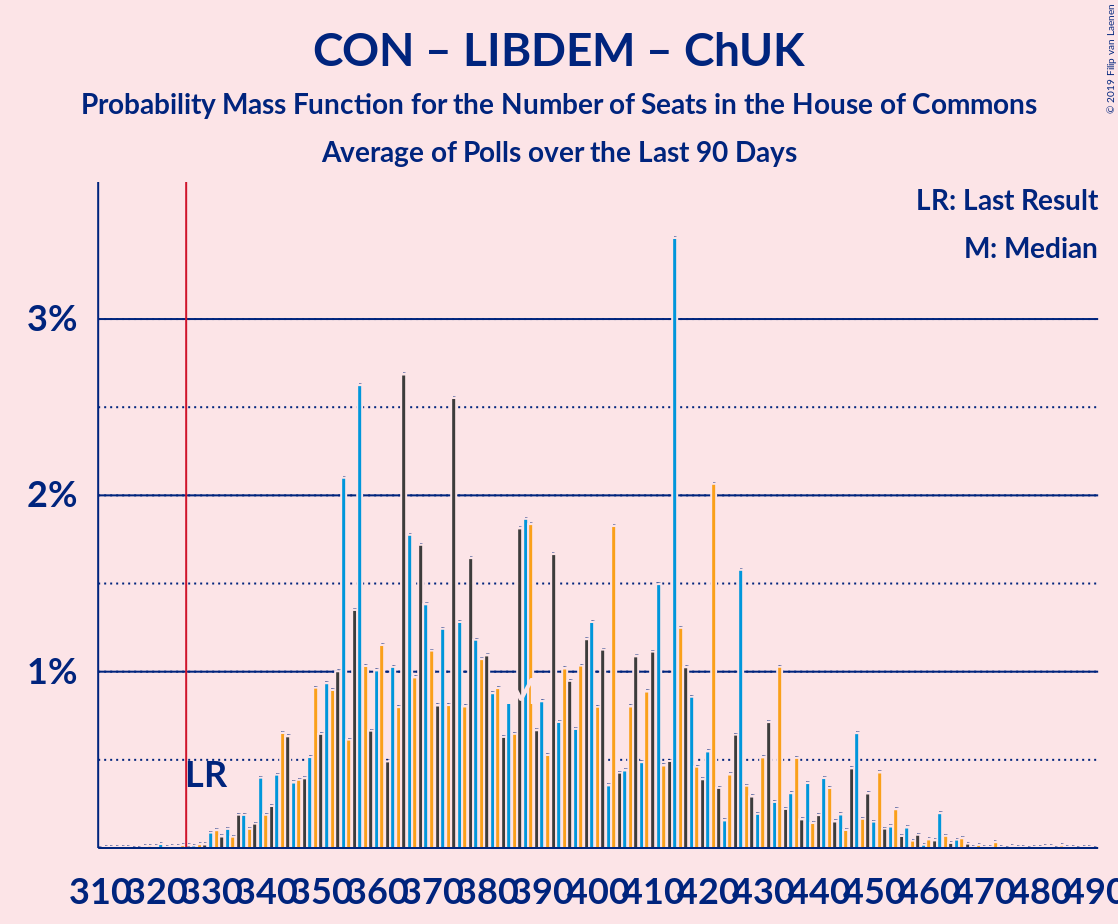 CON – LIBDEM – ChUK
Probability Mass Function for the Number of Seats in the House of Commons
Average of Polls over the Last 90 Days
© 2019 Filip van Laenen
LR: Last Result
M: Median
3%
2%
1%
LR
310 320 330 340 350 360 370 380 390 400 410 420 430 440 450 460 470 480 490